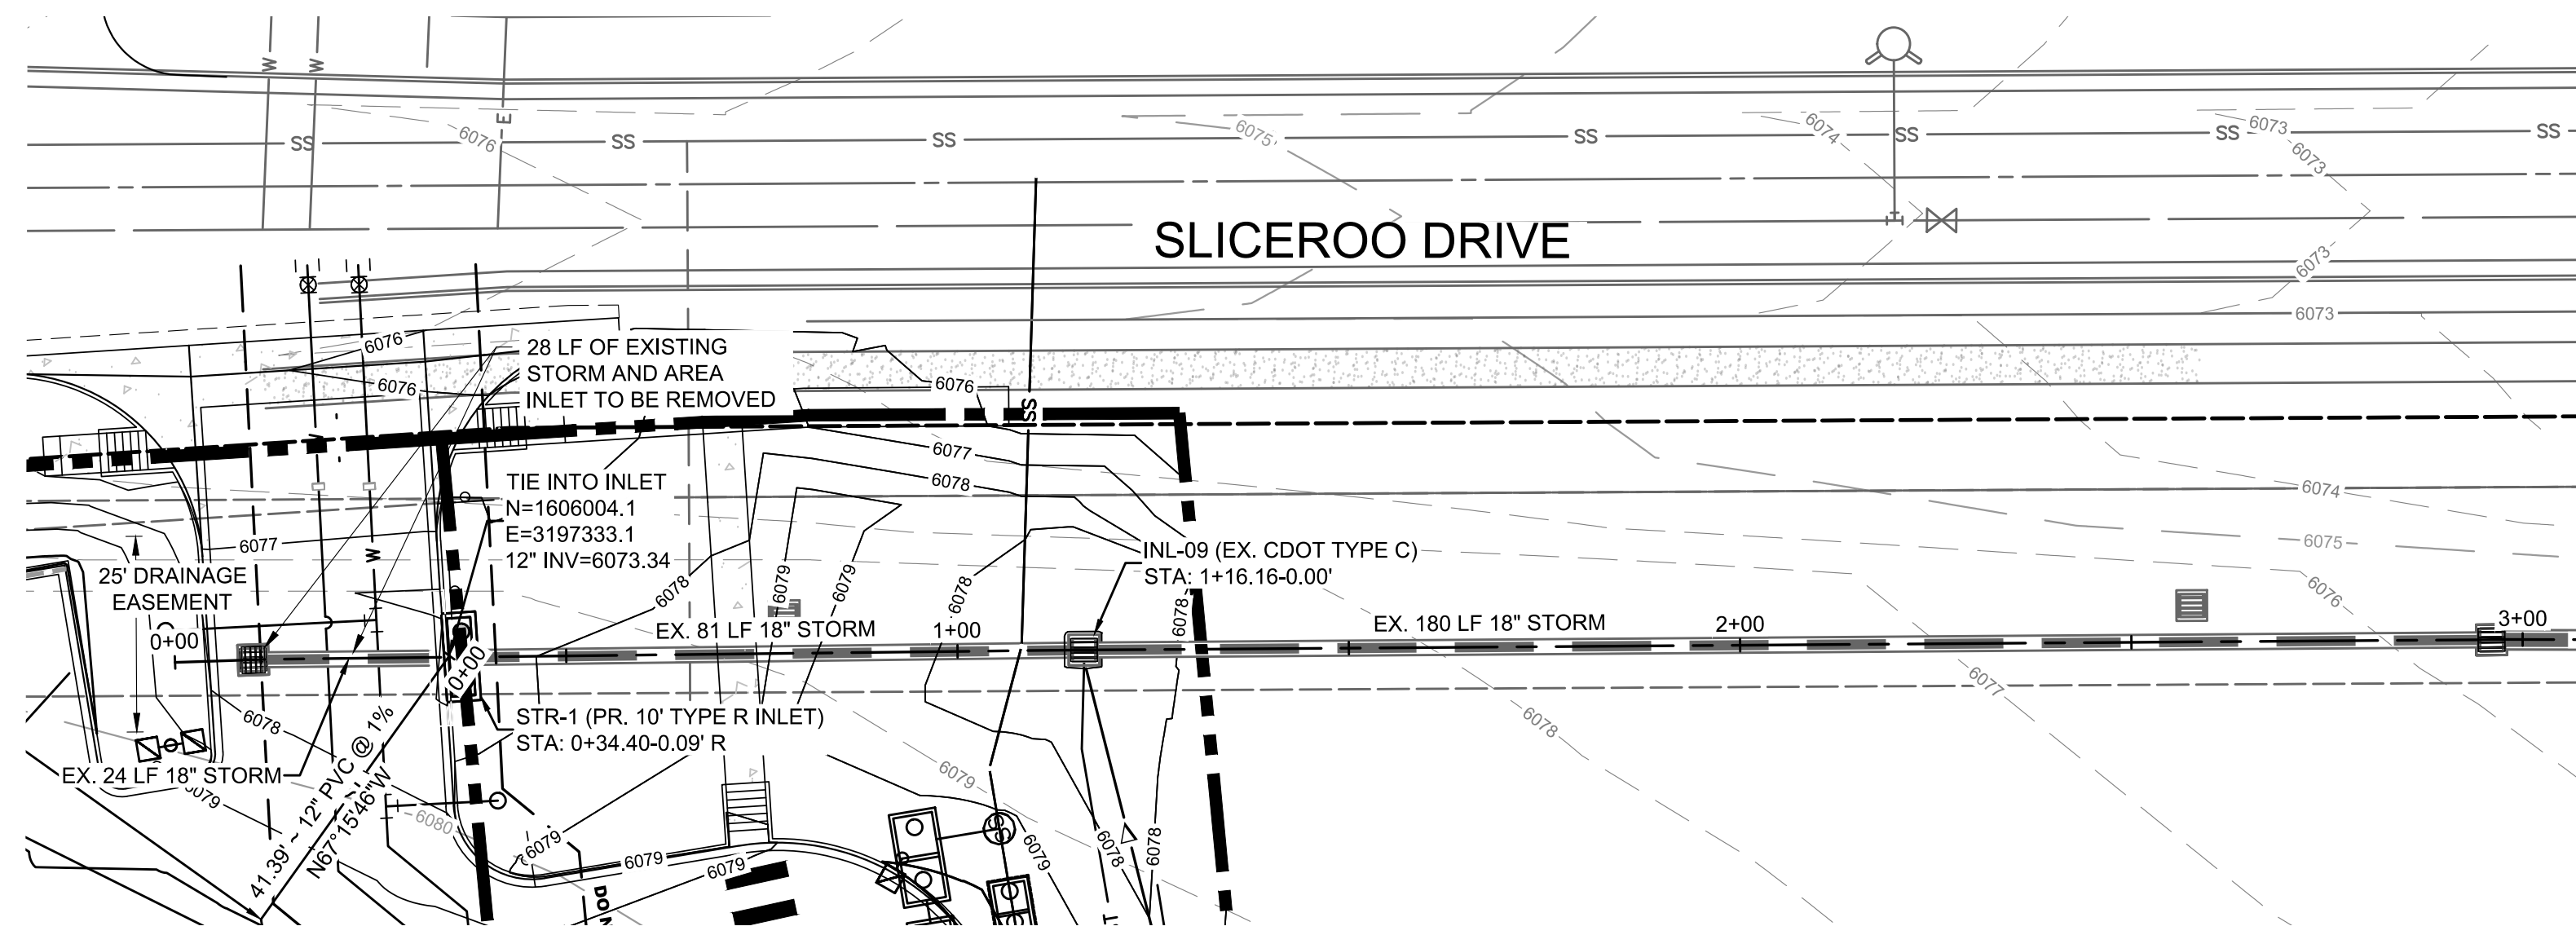 W
W
E
SS
SS
SS
SS
SS
SS
SS
6076
6075
6074
6073
6073
SLICEROO DRIVE
6073
6073
6076
6076
28 LF OF EXISTING
STORM AND AREA
INLET TO BE REMOVED
6076
SS
6077
6078
TIE INTO INLET
N=1606004.1
E=3197333.1
12" INV=6073.34
6074
6075
6077
W
25' DRAINAGE
EASEMENT
6078
6079
6079
6078
INL-09 (EX. CDOT TYPE C)
STA: 1+16.16-0.00'
6078
6076
0+00
EX. 81 LF 18" STORM
1+00
EX. 180 LF 18" STORM
2+00
3+00
0+00
6077
6078
STR-1 (PR. 10' TYPE R INLET)
STA: 0+34.40-0.09' R
6078
EX. 24 LF 18" STORM
6079
41.39' ~ 12" PVC @ 1%
N67°15'46"W
6079
6080
6079
6079
6079
SS
6079
6078
6078